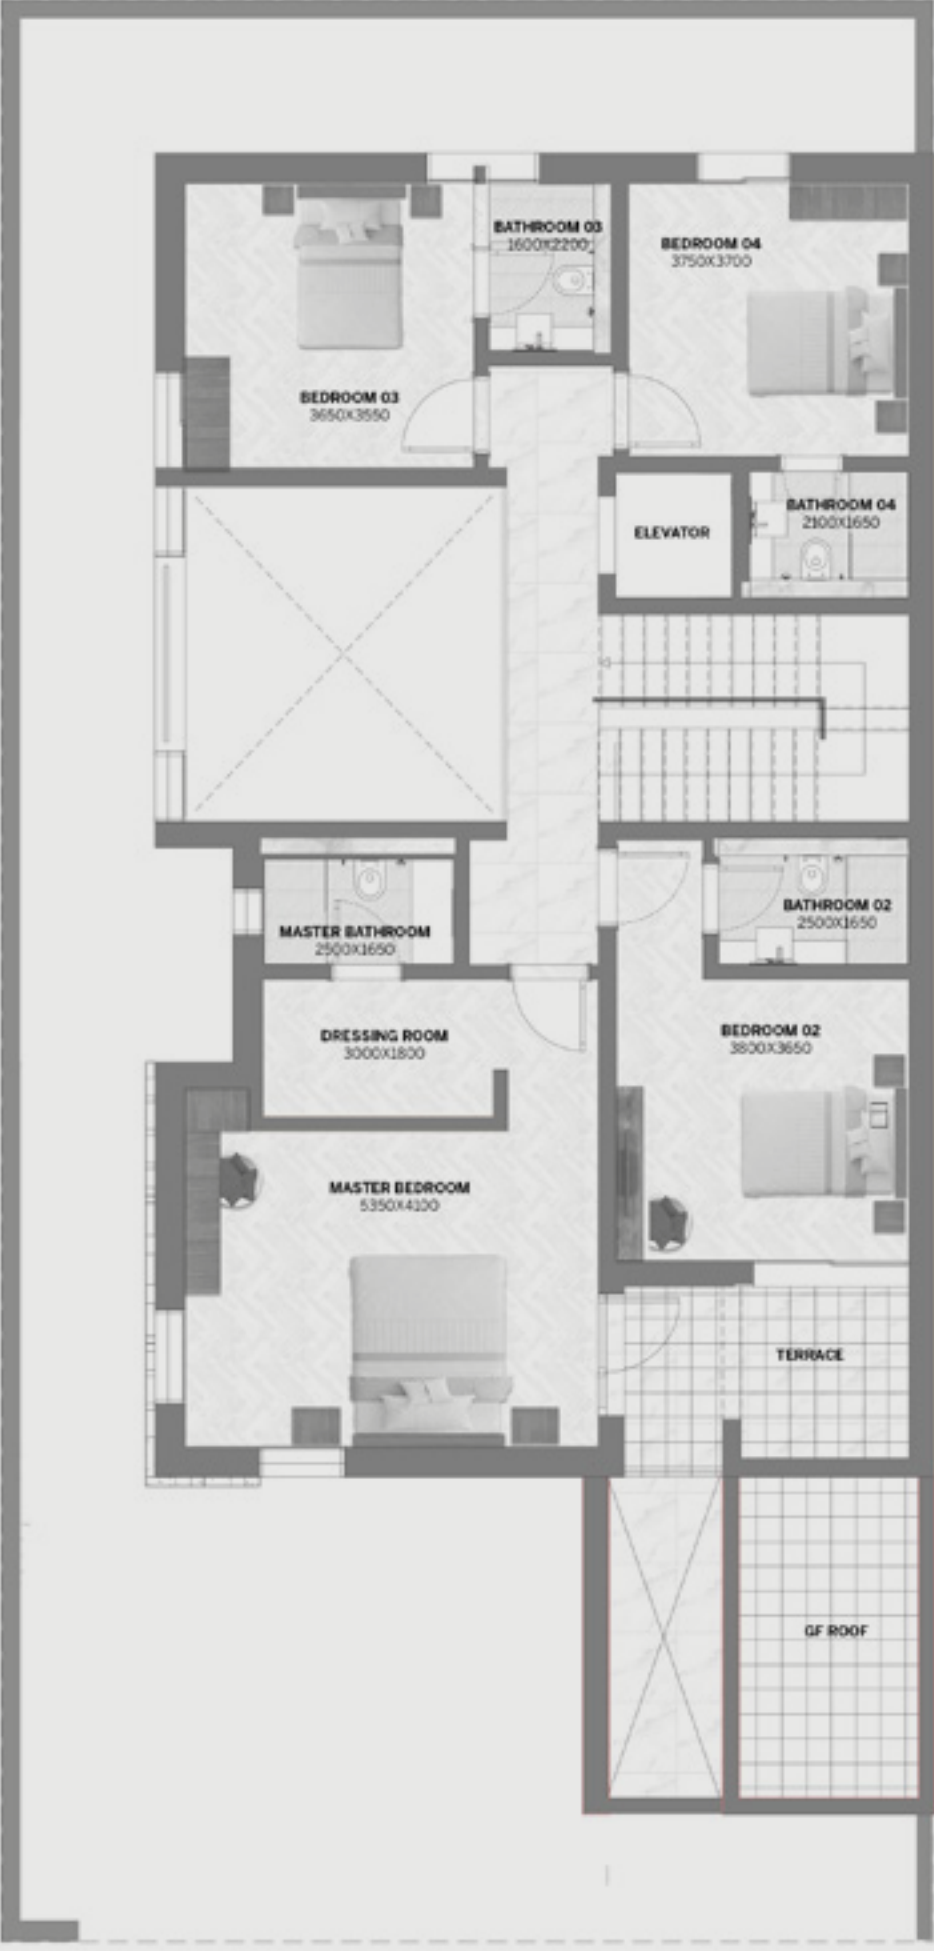 BATHROOM 03
1600X2200
BEDROOM 04
3750X3700
BEDROOM 03
3650X3550
ELEVATOR
BATHROOM 04
2100X1650
MASTER BATHROOM
2500X1650
BATHROOM 02
2500X1650
DRESSING ROOM
3000X1800
BEDROOM 02
3800X3650
MASTER BEDROOM
5350X4100
TERRACE
GF ROOF